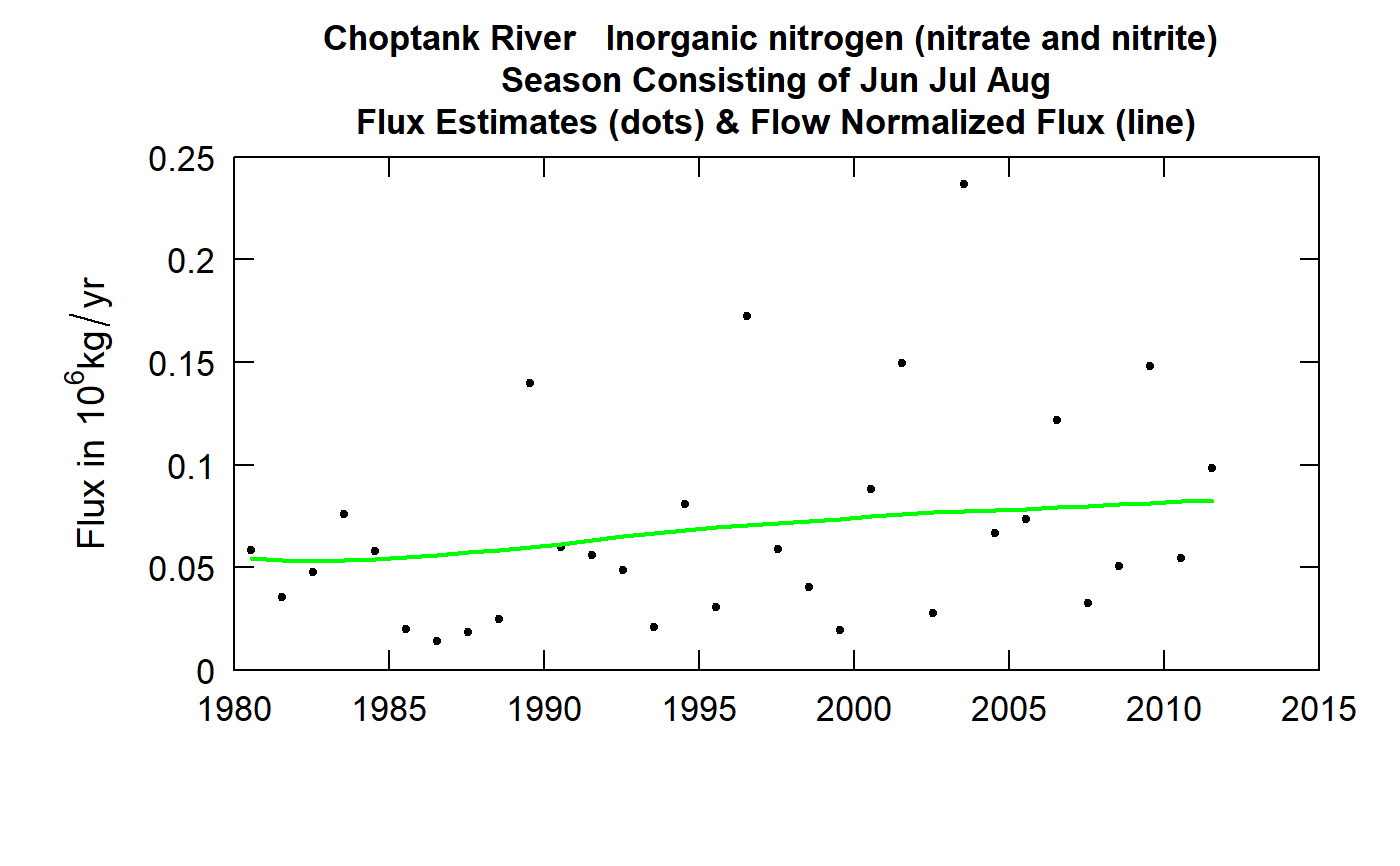 Choptank River   Inorganic nitrogen (nitrate and nitrite)
Season Consisting of Jun Jul Aug
Flux Estimates (dots) & Flow Normalized Flux (line)
Flux in 10⁶kg/yr
0.25
0.2
0.15
0.1
0.05
0
1980 1985 1990 1995 2000 2005 2010 2015